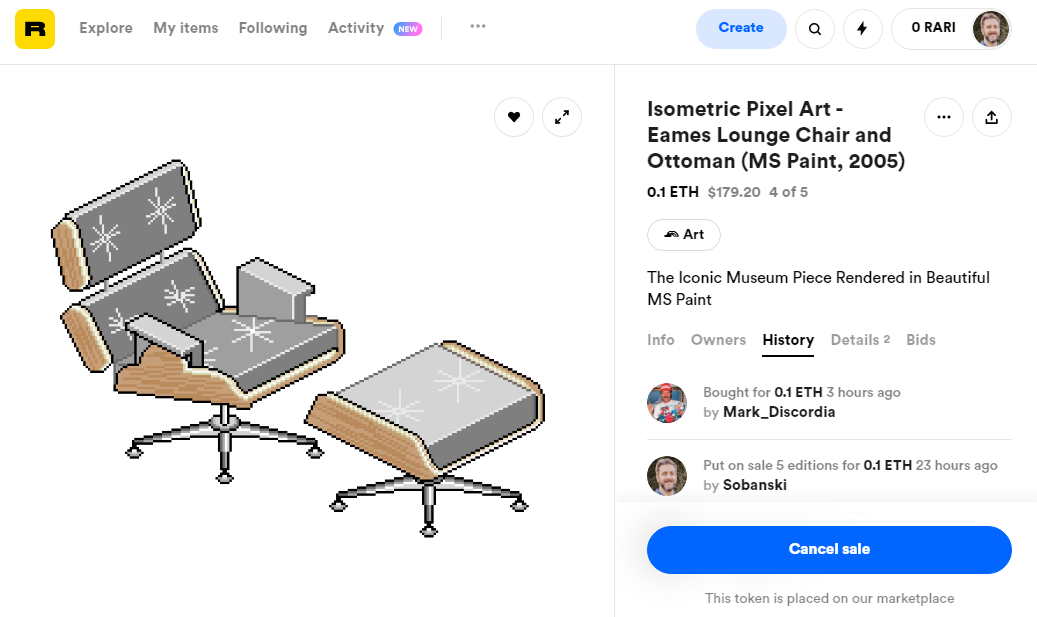 R
Explore My items Following Activity NEW ...
Create 0 RARI
Isometric Pixel Art -
Eames Lounge Chair and
Ottoman (MS Paint, 2005)
0.1 ETH $179.20 4 of 5
Art
The Iconic Museum Piece Rendered in Beautiful
MS Paint
Info Owners History Details 2 Bids
Bought for 0.1 ETH 3 hours ago
by Mark_Discordia
Put on sale 5 editions for 0.1 ETH 23 hours ago
by Sobanski
Cancel sale
This token is placed on our marketplace